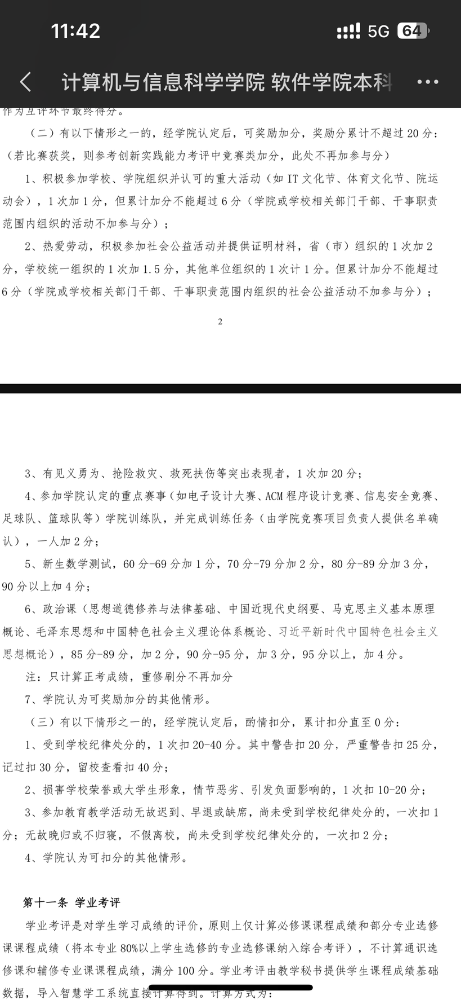 11:42
5G 64
计算机与信息科学学院 软件学院本科
作为互评环节最终得分。
（二）有以下情形之一的，经学院认定后，可奖励加分，奖励分累计不超过 20 分：
（若比赛获奖，则参考创新实践能力考评中竞赛类加分，此处不再加参与分）
1、积极参加学校、学院组织并认可的重大活动（如 IT 文化节、体育文化节、院运
动会），1 次加 1 分，但累计加分不能超过 6 分（学院或学校相关部门干部、干事职责
范围内组织的活动不加参与分）；
2、热爱劳动，积极参加社会公益活动并提供证明材料，省（市）组织的 1 次加 2
分，学校统一组织的 1 次加 1.5 分，其他单位组织的 1 次计 1 分。但累计加分不能超过
6 分（学院或学校相关部门干部、干事职责范围内组织的社会公益活动不加参与分）；
2
3、有见义勇为、抢险救灾、救死扶伤等突出表现者，1 次加 20 分；
4、参加学院认定的重点赛事（如电子设计大赛、ACM 程序设计竞赛、信息安全竞赛、
足球队、篮球队等）学院训练队，并完成训练任务（由学院竞赛项目负责人提供名单确
认），一人加 2 分；
5、新生数学测试，60 分-69 分加 1 分，70 分-79 分加 2 分，80 分-89 分加 3 分，
90 分以上加 4 分；
6、政治课（思想道德修养与法律基础、中国近现代史纲要、马克思主义基本原理
概论、毛泽东思想和中国特色社会主义理论体系概论、习近平新时代中国特色社会主义
思想概论），85 分-89 分，加 2 分，90 分-95 分，加 3 分，95 分以上，加 4 分。
注：只计算正考成绩，重修刷分不再加分
7、学院认为可奖励加分的其他情形。
（三）有以下情形之一的，经学院认定后，酌情扣分，累计扣分直至 0 分：
1、受到学校纪律处分的，1 次扣 20-40 分。其中警告扣 20 分，严重警告扣 25 分，
记过扣 30 分，留校查看扣 40 分；
2、损害学校荣誉或大学生形象，情节恶劣、引发负面影响的，1 次扣 10-20 分；
3、参加教育教学活动无故迟到、早退或缺席，尚未受到学校纪律处分的，一次扣 1
分；无故晚归或不归寝，不假离校，尚未受到学校纪律处分的，一次扣 2 分；
4、学院认为可扣分的其他情形。
第十一条 学业考评
学业考评是对学生学习成绩的评价，原则上仅计算必修课课程成绩和部分专业选修
课课程成绩（将本专业 80%以上学生选修的专业选修课纳入综合考评），不计算通识选
修课和辅修专业课课程成绩，满分 100 分。学业考评由教学秘书提供学生课程成绩基础
数据，导入智慧学工系统直接计算得到。计算方式为：